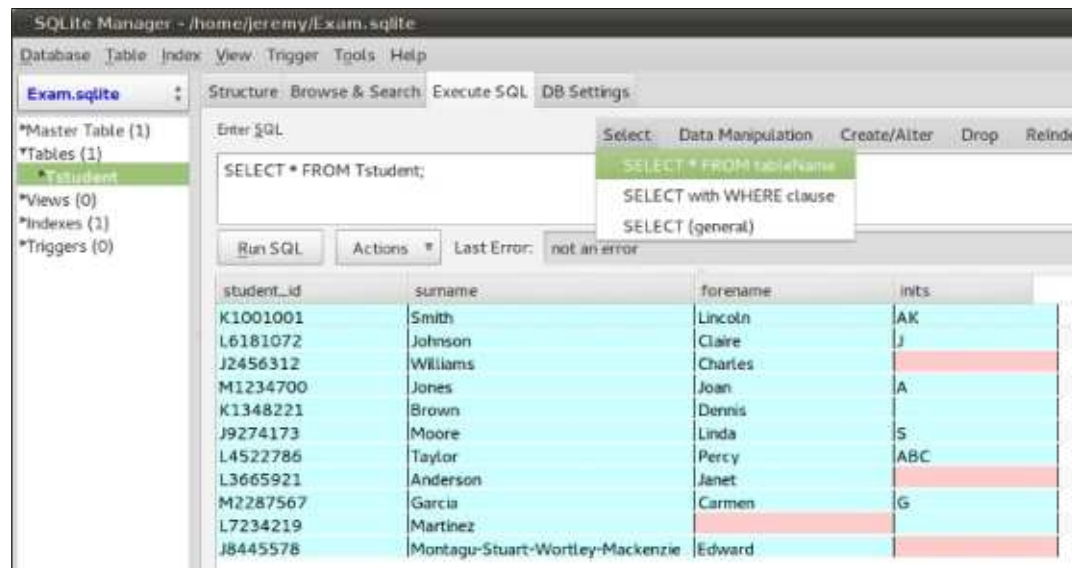 SQLite Manager - /home/jeremy/Exam.sqlite
Database Table Index View Trigger Tools Help
Exam.sqlite
Structure Browse & Search Execute SQL DB Settings
Master Table (1)
Tables (1)
Tstudent
Views (0)
Indexes (1)
Triggers (0)
Enter SQL
Select Data Manipulation Create/Alter Drop Reinde
SELECT * FROM Tstudent;
SELECT * FROM tableName
SELECT with WHERE clause
SELECT (general)
Run SQL Actions Last Error: not an error
student_id surname forename inits
K1001001 Smith Lincoln AK
L6181072 Johnson Claire J
J2456312 Williams Charles
M1234700 Jones Joan A
K1348221 Brown Dennis
J9274173 Moore Linda S
L4522786 Taylor Percy ABC
L3665921 Anderson Janet
M2287567 Garcia Carmen G
L7234219 Martinez
J8445578 Montagu-Stuart-Wortley-Mackenzie Edward